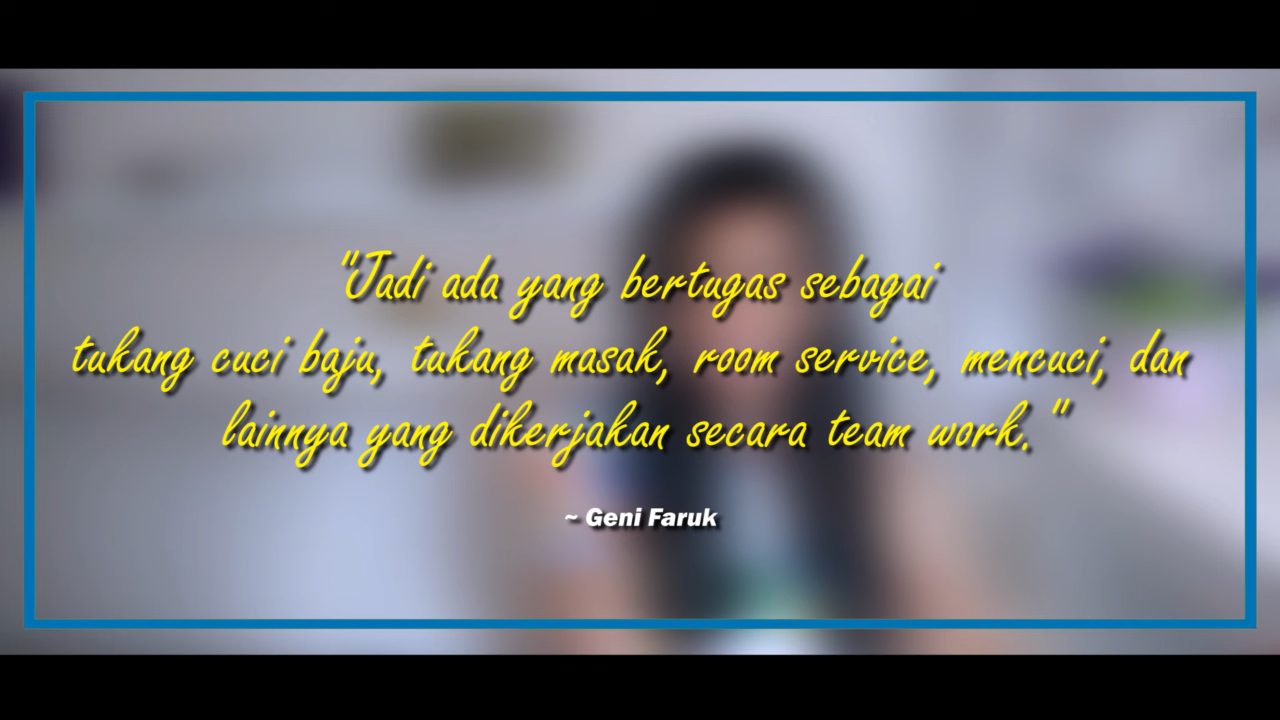 "Jadi ada yang bertugas sebagai
tukang cuci baju, tukang masak, room service, mencuci, dan
lainnya yang dikerjakan secara team work."
~ Geni Faruk